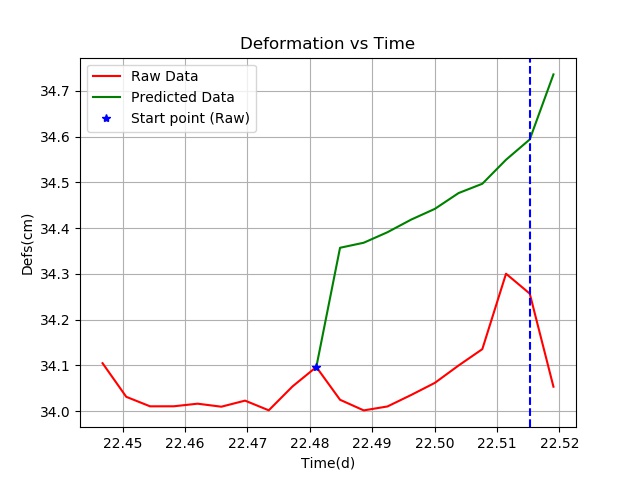 Deformation vs Time
Raw Data
Predicted Data
Start point (Raw)
34.7
34.6
34.5
34.4
34.3
34.2
34.1
34.0
Defs(cm)
22.45 22.46 22.47 22.48 22.49 22.50 22.51 22.52
Time(d)